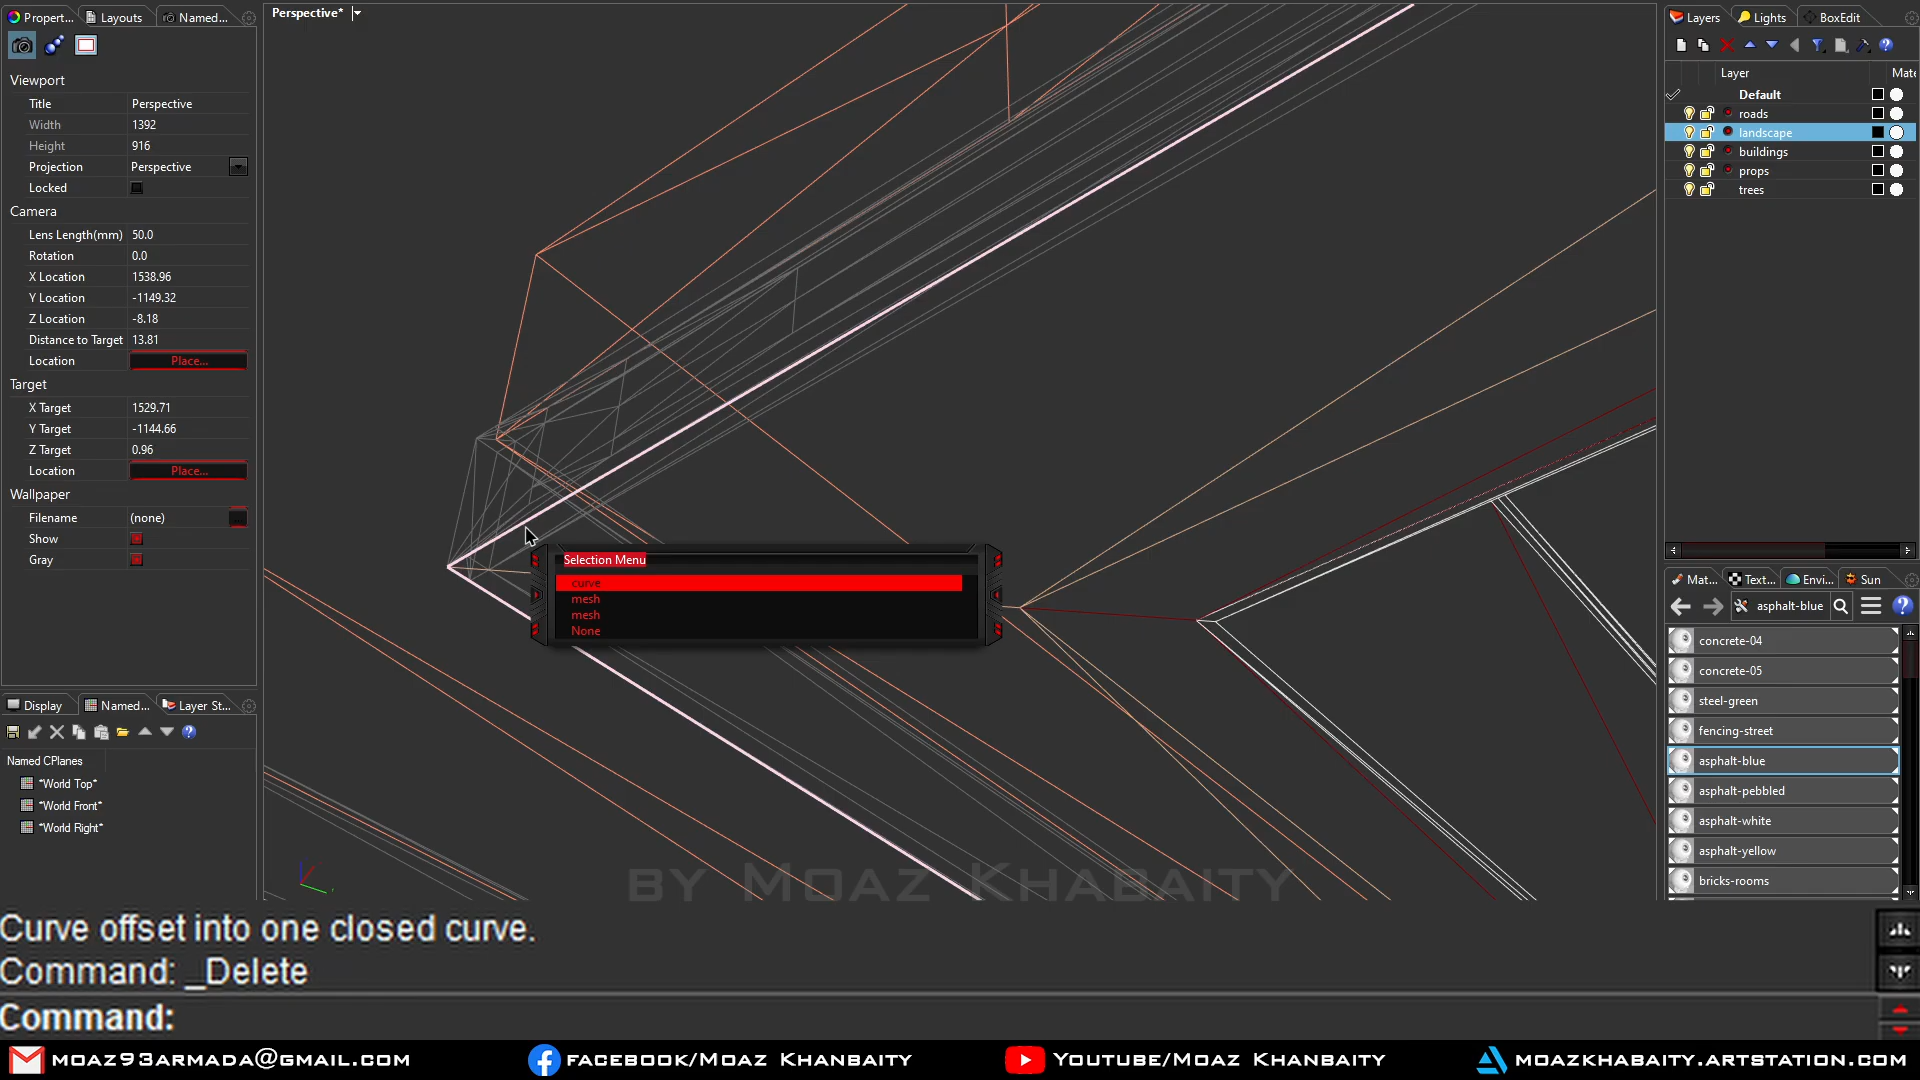 Propert...
Layouts
Named...
Viewport
Title Perspective
Width 1392
Height 916
Projection Perspective
Locked
Camera
Lens Length(mm) 50.0
Rotation 0.0
X Location 1538.96
Y Location -1149.32
Z Location -8.18
Distance to Target 13.81
Location Place...
Target
X Target 1529.71
Y Target -1144.66
Z Target 0.96
Location Place...
Wallpaper
Filename (none)
Show
Gray
Display
Named...
Layer St...
Named CPlanes
*World Top*
*World Front*
*World Right*
Perspective*
Selection Menu
curve
mesh
mesh
None
by Moaz Khabaity
Layers
Lights
BoxEdit
Layer Mate
Default
roads
landscape
buildings
props
trees
Mat...
Text...
Envi...
Sun
asphalt-blue
concrete-04
concrete-05
steel-green
fencing-street
asphalt-blue
asphalt-pebbled
asphalt-white
asphalt-yellow
bricks-rooms
Curve offset into one closed curve.
Command: _Delete
Command:
moaz93armada@gmail.com
facebook/Moaz Khanbaity
Youtube/Moaz Khanbaity
moazkhabaity.artstation.com